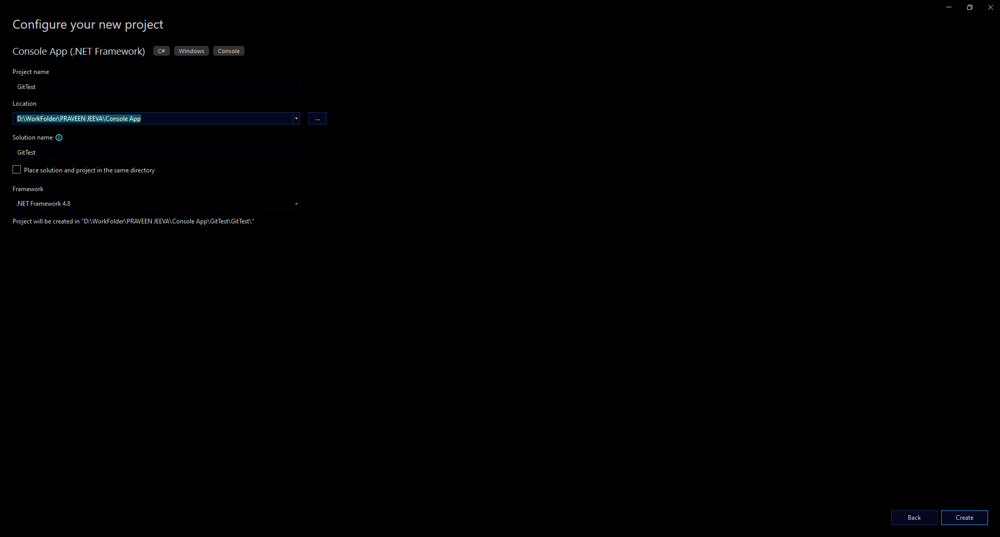 Configure your new project
Console App (.NET Framework) C# Windows Console
Project name
GitTest
Location
D:\WorkFolder\PRAVEEN JEEVA\Console App ...
Solution name
GitTest
Place solution and project in the same directory
Framework
.NET Framework 4.8
Project will be created in "D:\WorkFolder\PRAVEEN JEEVA\Console App\GitTest\GitTest\"
Back Create